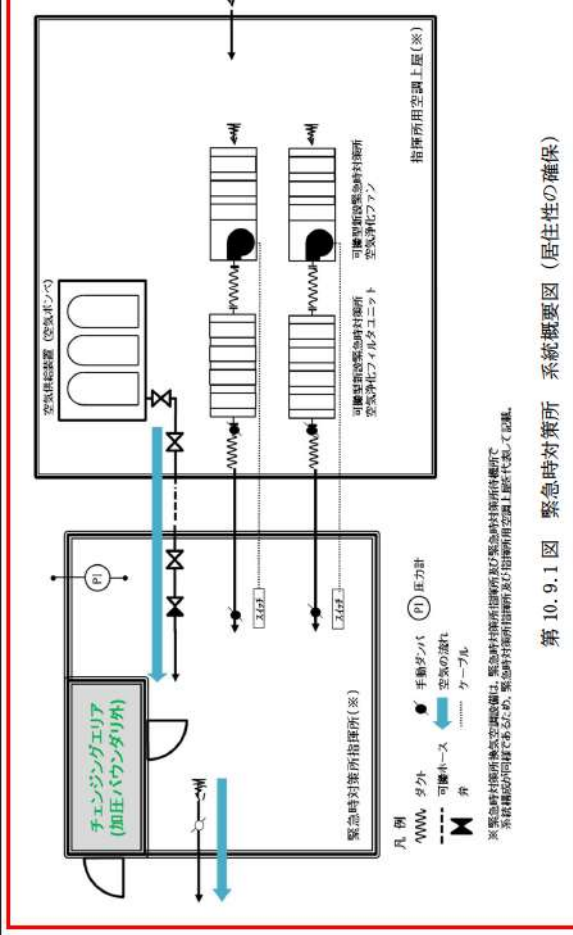 指揮所用空調上屋(※)
空気供給装置 (空気ボンベ)
可搬型新設緊急時対策所
空気浄化ファン
可搬型新設緊急時対策所
空気浄化フィルタユニット
PI
スイッチ
スイッチ
チェンジングエリア
(加圧バウンダリ外)
緊急時対策所指揮所(※)
凡 例
ダクト
手動ダンパ
PI
圧力計
可搬ホース
空気の流れ
弁
ケーブル
※緊急時対策所換気空調設備は、緊急時対策所指揮所及び緊急時対策所待機所で
系統構成が同様であるため、緊急時対策所指揮所及び指揮所用空調上屋を代表して記載。
第 10.9.1 図 緊急時対策所 系統概要図 (居住性の確保)